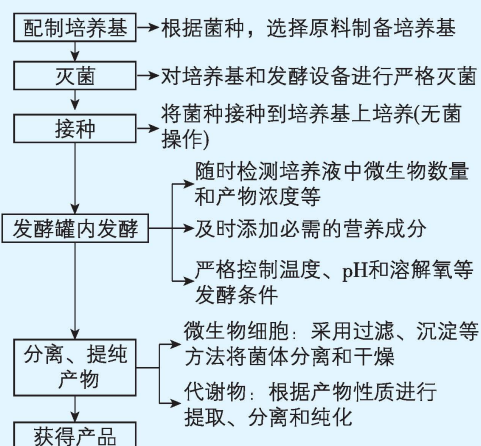 配制培养基
根据菌种，选择原料制备培养基
灭菌
对培养基和发酵设备进行严格灭菌
接种
将菌种接种到培养基上培养(无菌
操作)
发酵罐内发酵
随时检测培养液中微生物数量
和产物浓度等
及时添加必需的营养成分
严格控制温度、pH和溶解氧等
发酵条件
分离、提纯
产物
微生物细胞：采用过滤、沉淀等
方法将菌体分离和干燥
代谢物：根据产物性质进行
提取、分离和纯化
获得产品